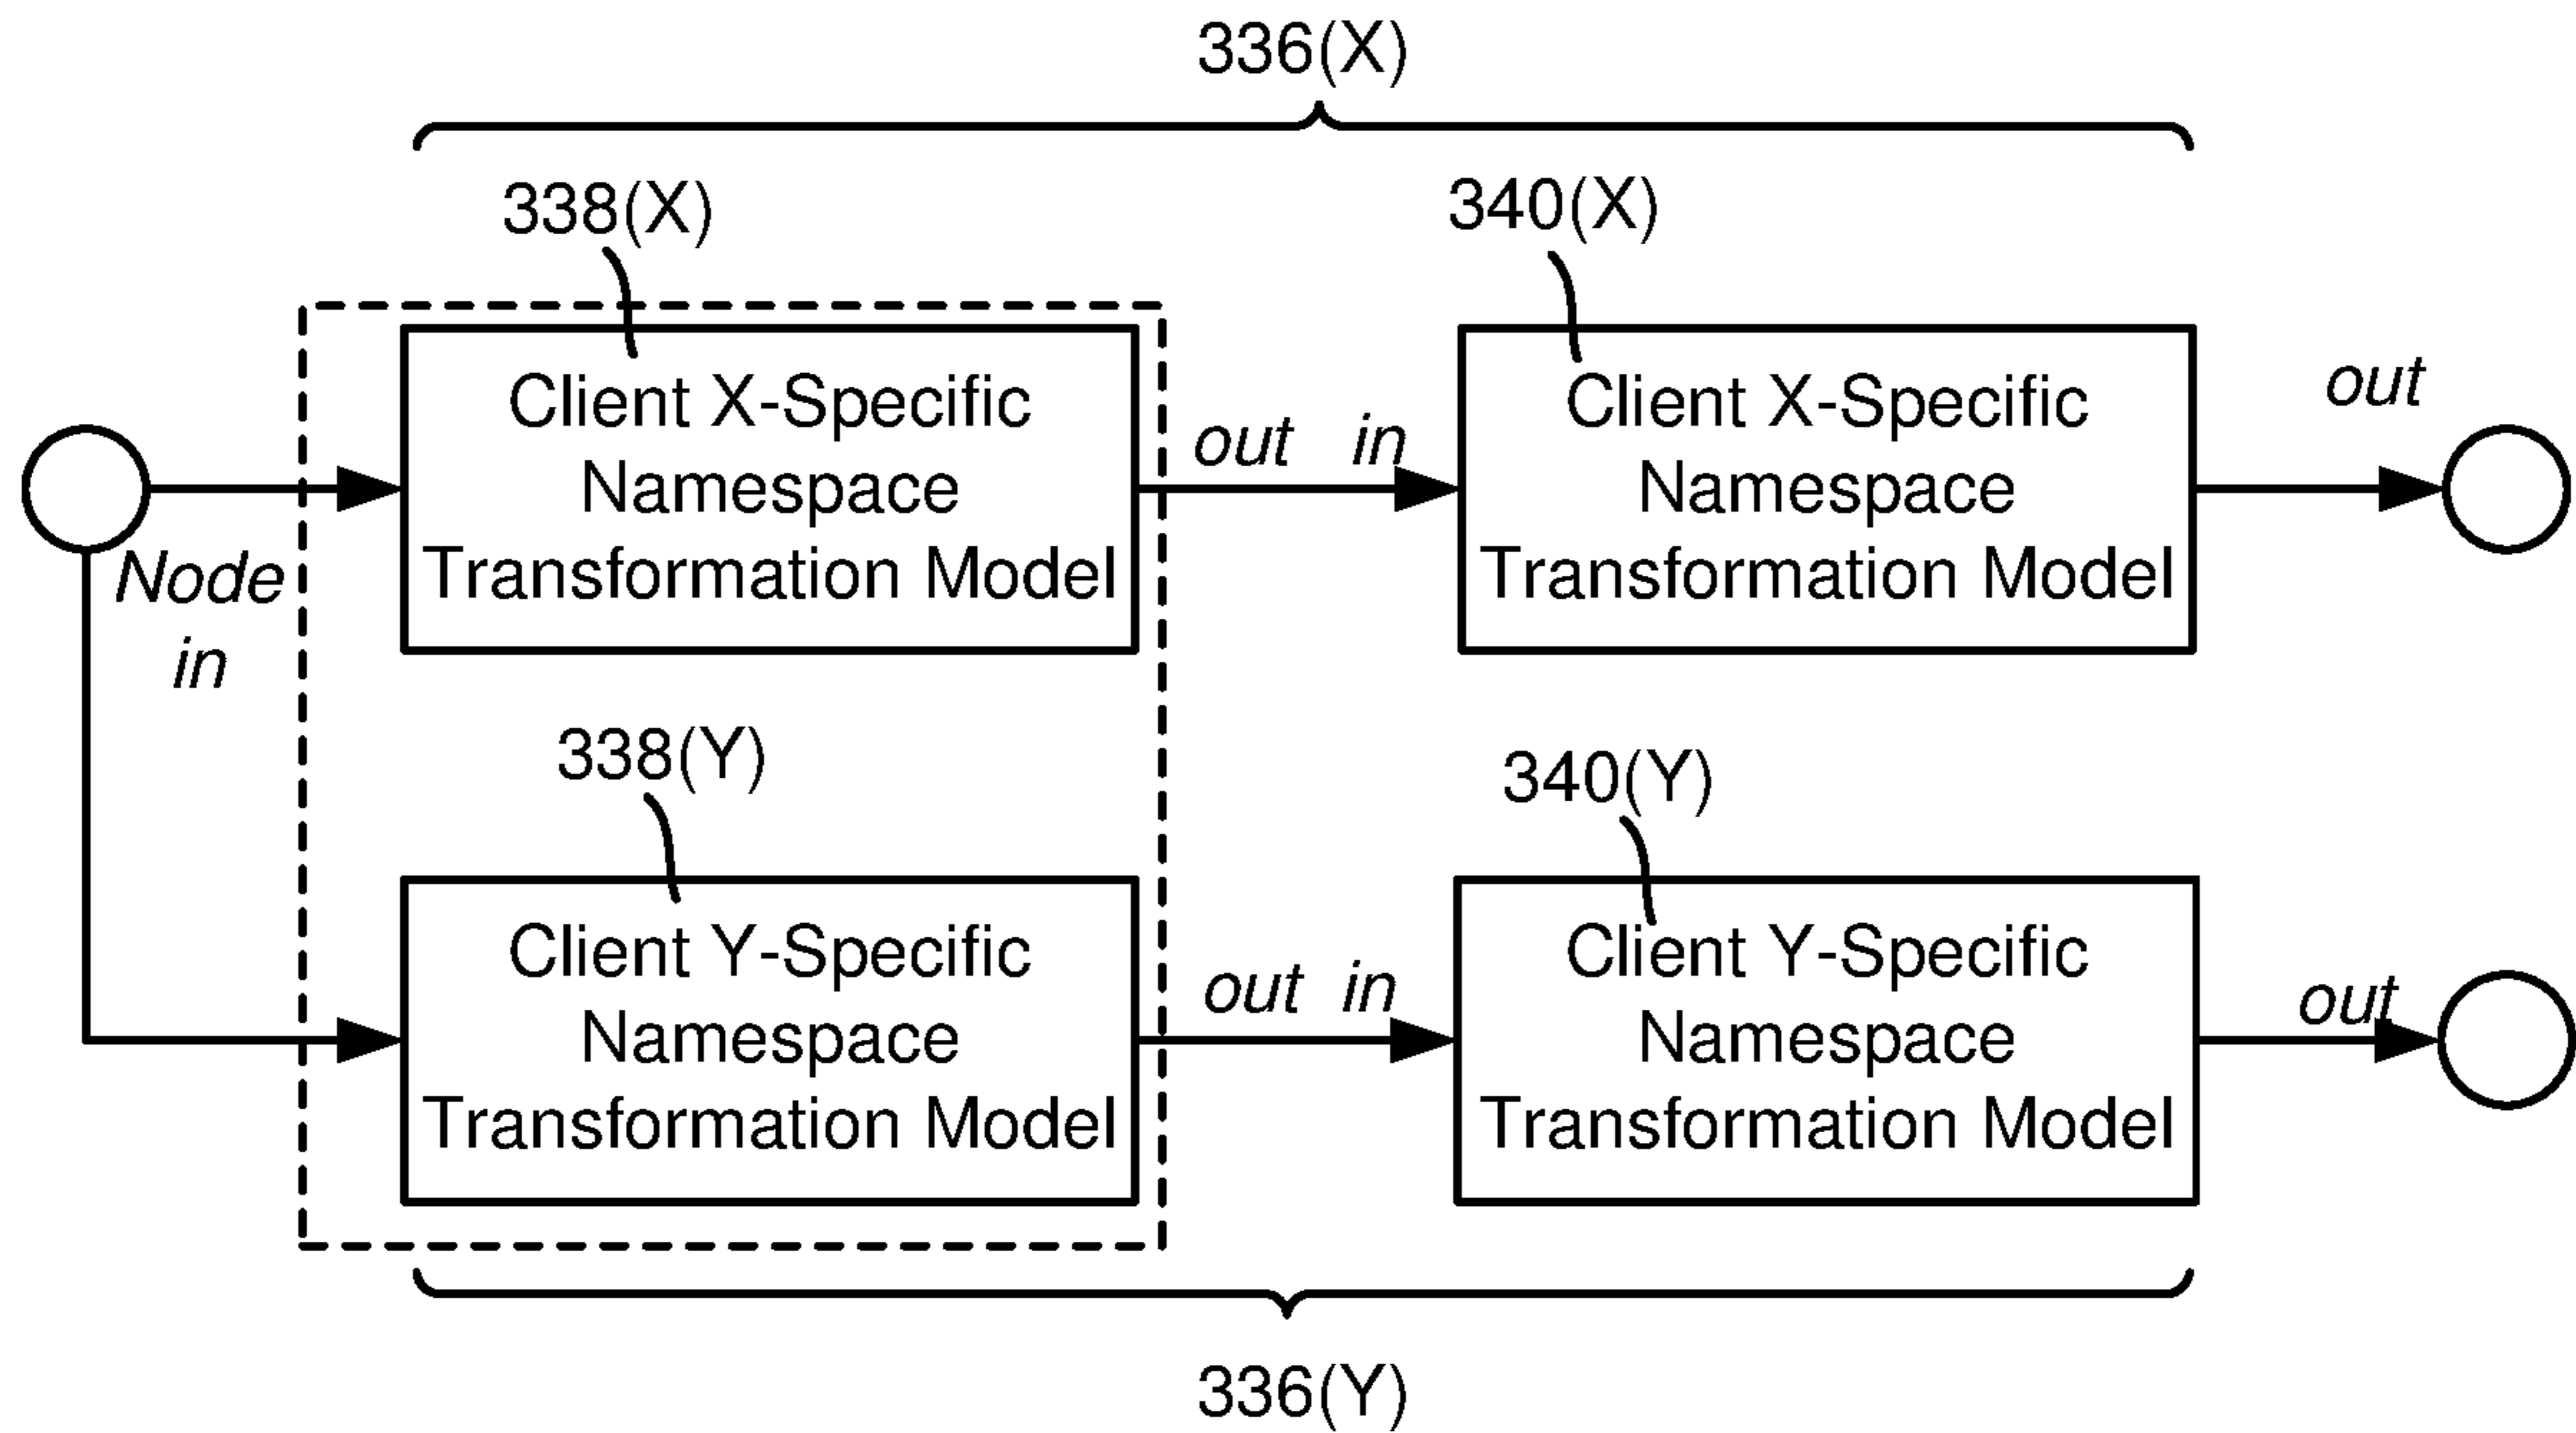 336(X)
338(X)
340(X)
Client X-Specific
Namespace
Transformation Model
out in
Client X-Specific
Namespace
Transformation Model
out
Node
in
338(Y)
340(Y)
Client Y-Specific
Namespace
Transformation Model
out in
Client Y-Specific
Namespace
Transformation Model
out
336(Y)